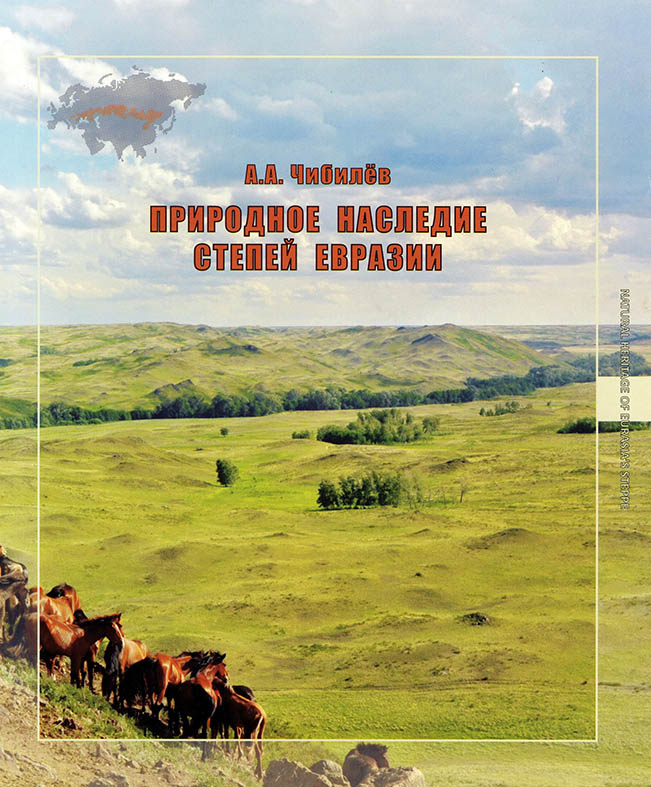 А.А. Чибилёв
ПРИРОДНОЕ НАСЛЕДИЕ
СТЕПЕЙ ЕВРАЗИИ
NATURAL HERITAGE OF EURASIA'S STEPPE